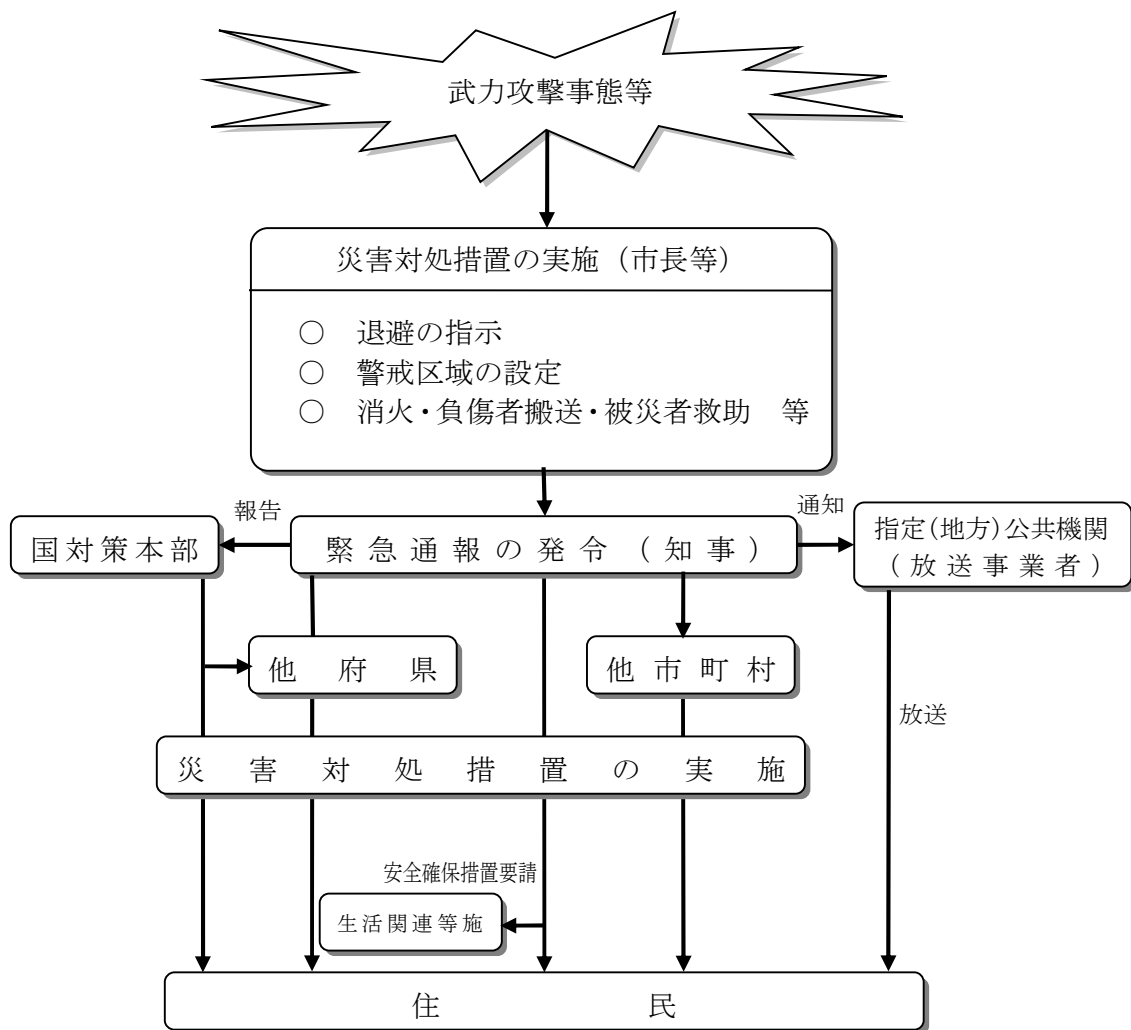 武力攻撃事態等
災害対処措置の実施（市長等）
○　退避の指示
○　警戒区域の設定
○　消火・負傷者搬送・被災者救助　等
報告
通知
国対策本部
緊急通報の発令（知事）
指定(地方)公共機関
（放送事業者）
他府県
他市町村
放送
災害対処措置の実施
安全確保措置要請
生活関連等施
住民